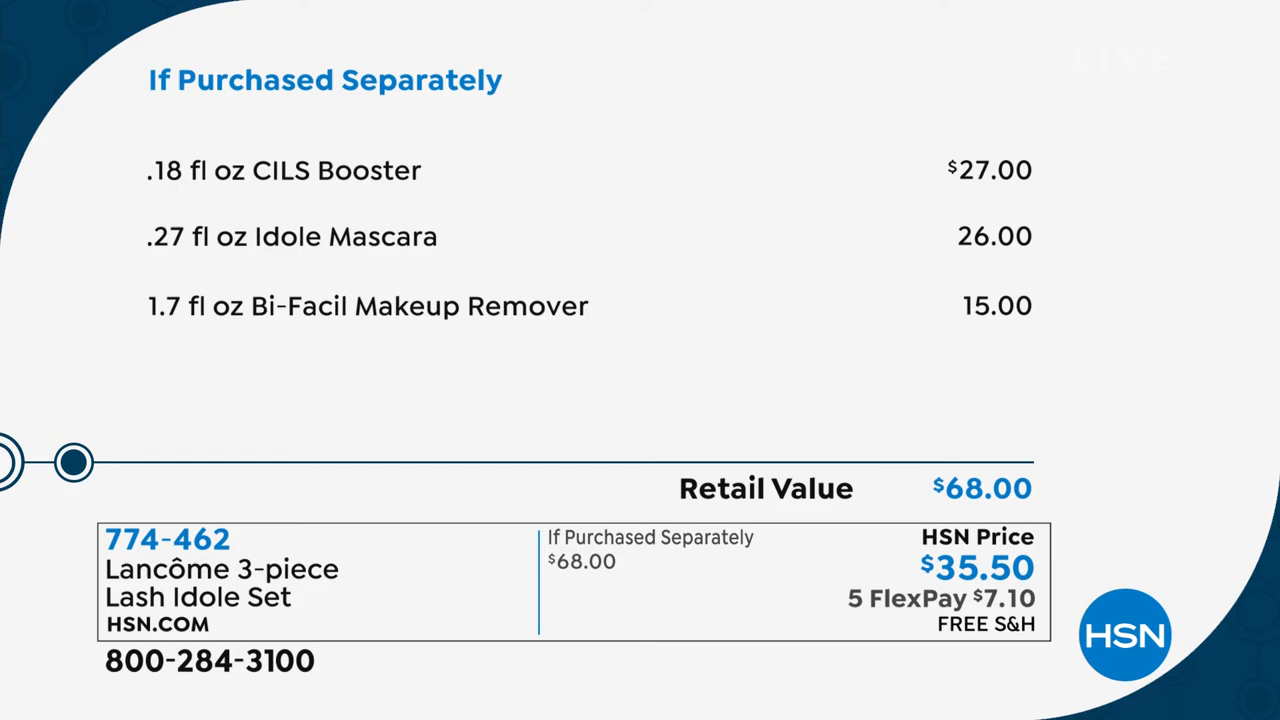 LIVE
If Purchased Separately
.18 fl oz CILS Booster $27.00
.27 fl oz Idole Mascara 26.00
1.7 fl oz Bi-Facil Makeup Remover 15.00
Retail Value $68.00
774-462
Lancôme 3-piece
Lash Idole Set
HSN.COM
If Purchased Separately
$68.00
HSN Price
$35.50
5 FlexPay $7.10
FREE S&H
800-284-3100
HSN